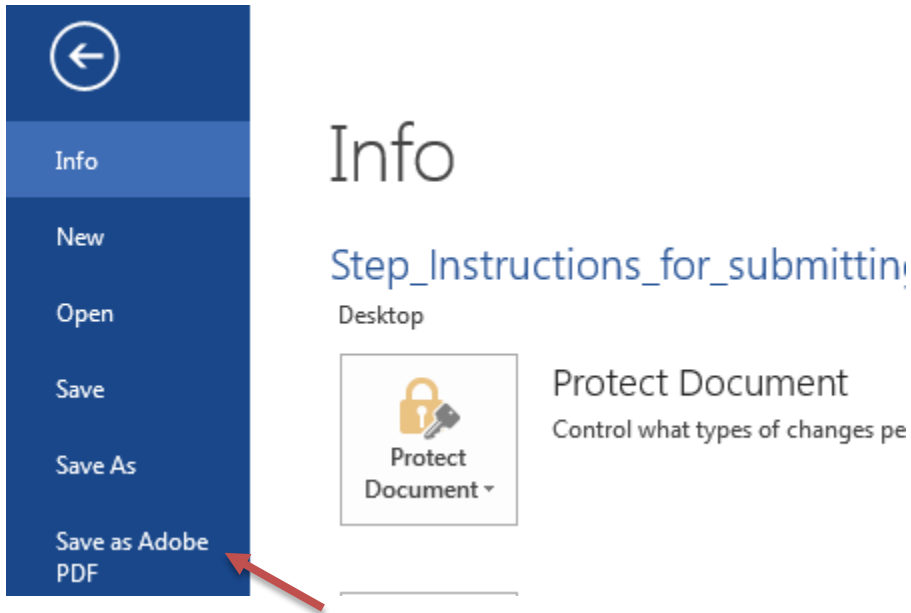 Info
New
Open
Save
Save As
Save as Adobe
PDF
Info
Step_Instructions_for_submitting
Desktop
Protect
Document
Protect Document
Control what types of changes pe